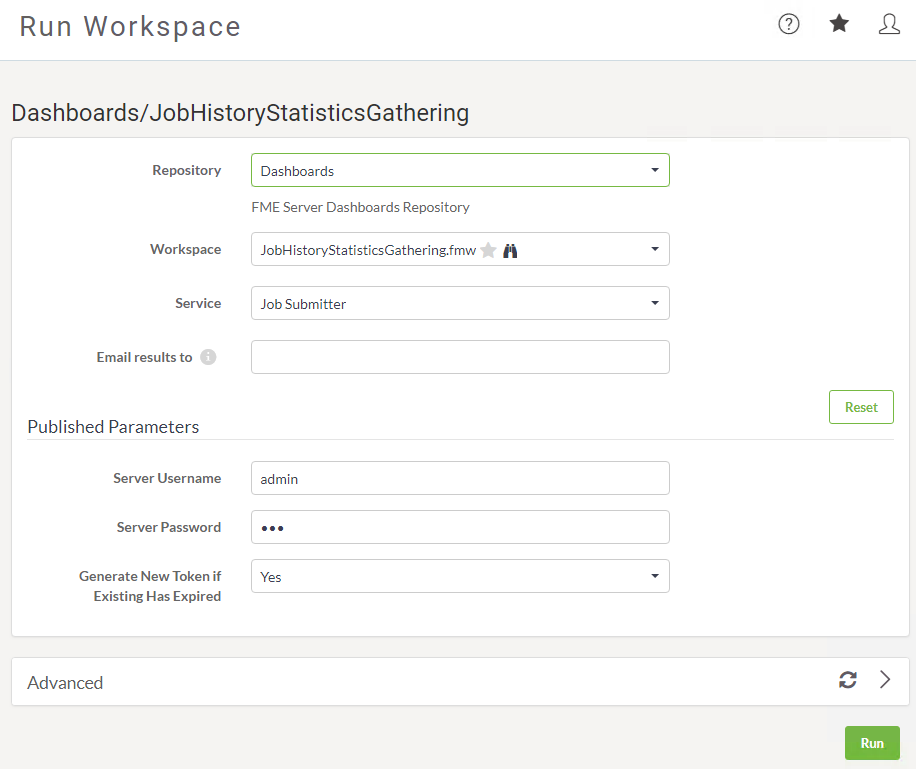 Run Workspace
Dashboards/JobHistoryStatisticsGathering
Repository Dashboards
FME Server Dashboards Repository
Workspace JobHistoryStatisticsGathering.fmw
Service Job Submitter
Email results to
Reset
Published Parameters
Server Username admin
Server Password •••
Generate New Token if
Existing Has Expired
Yes
Advanced
Run